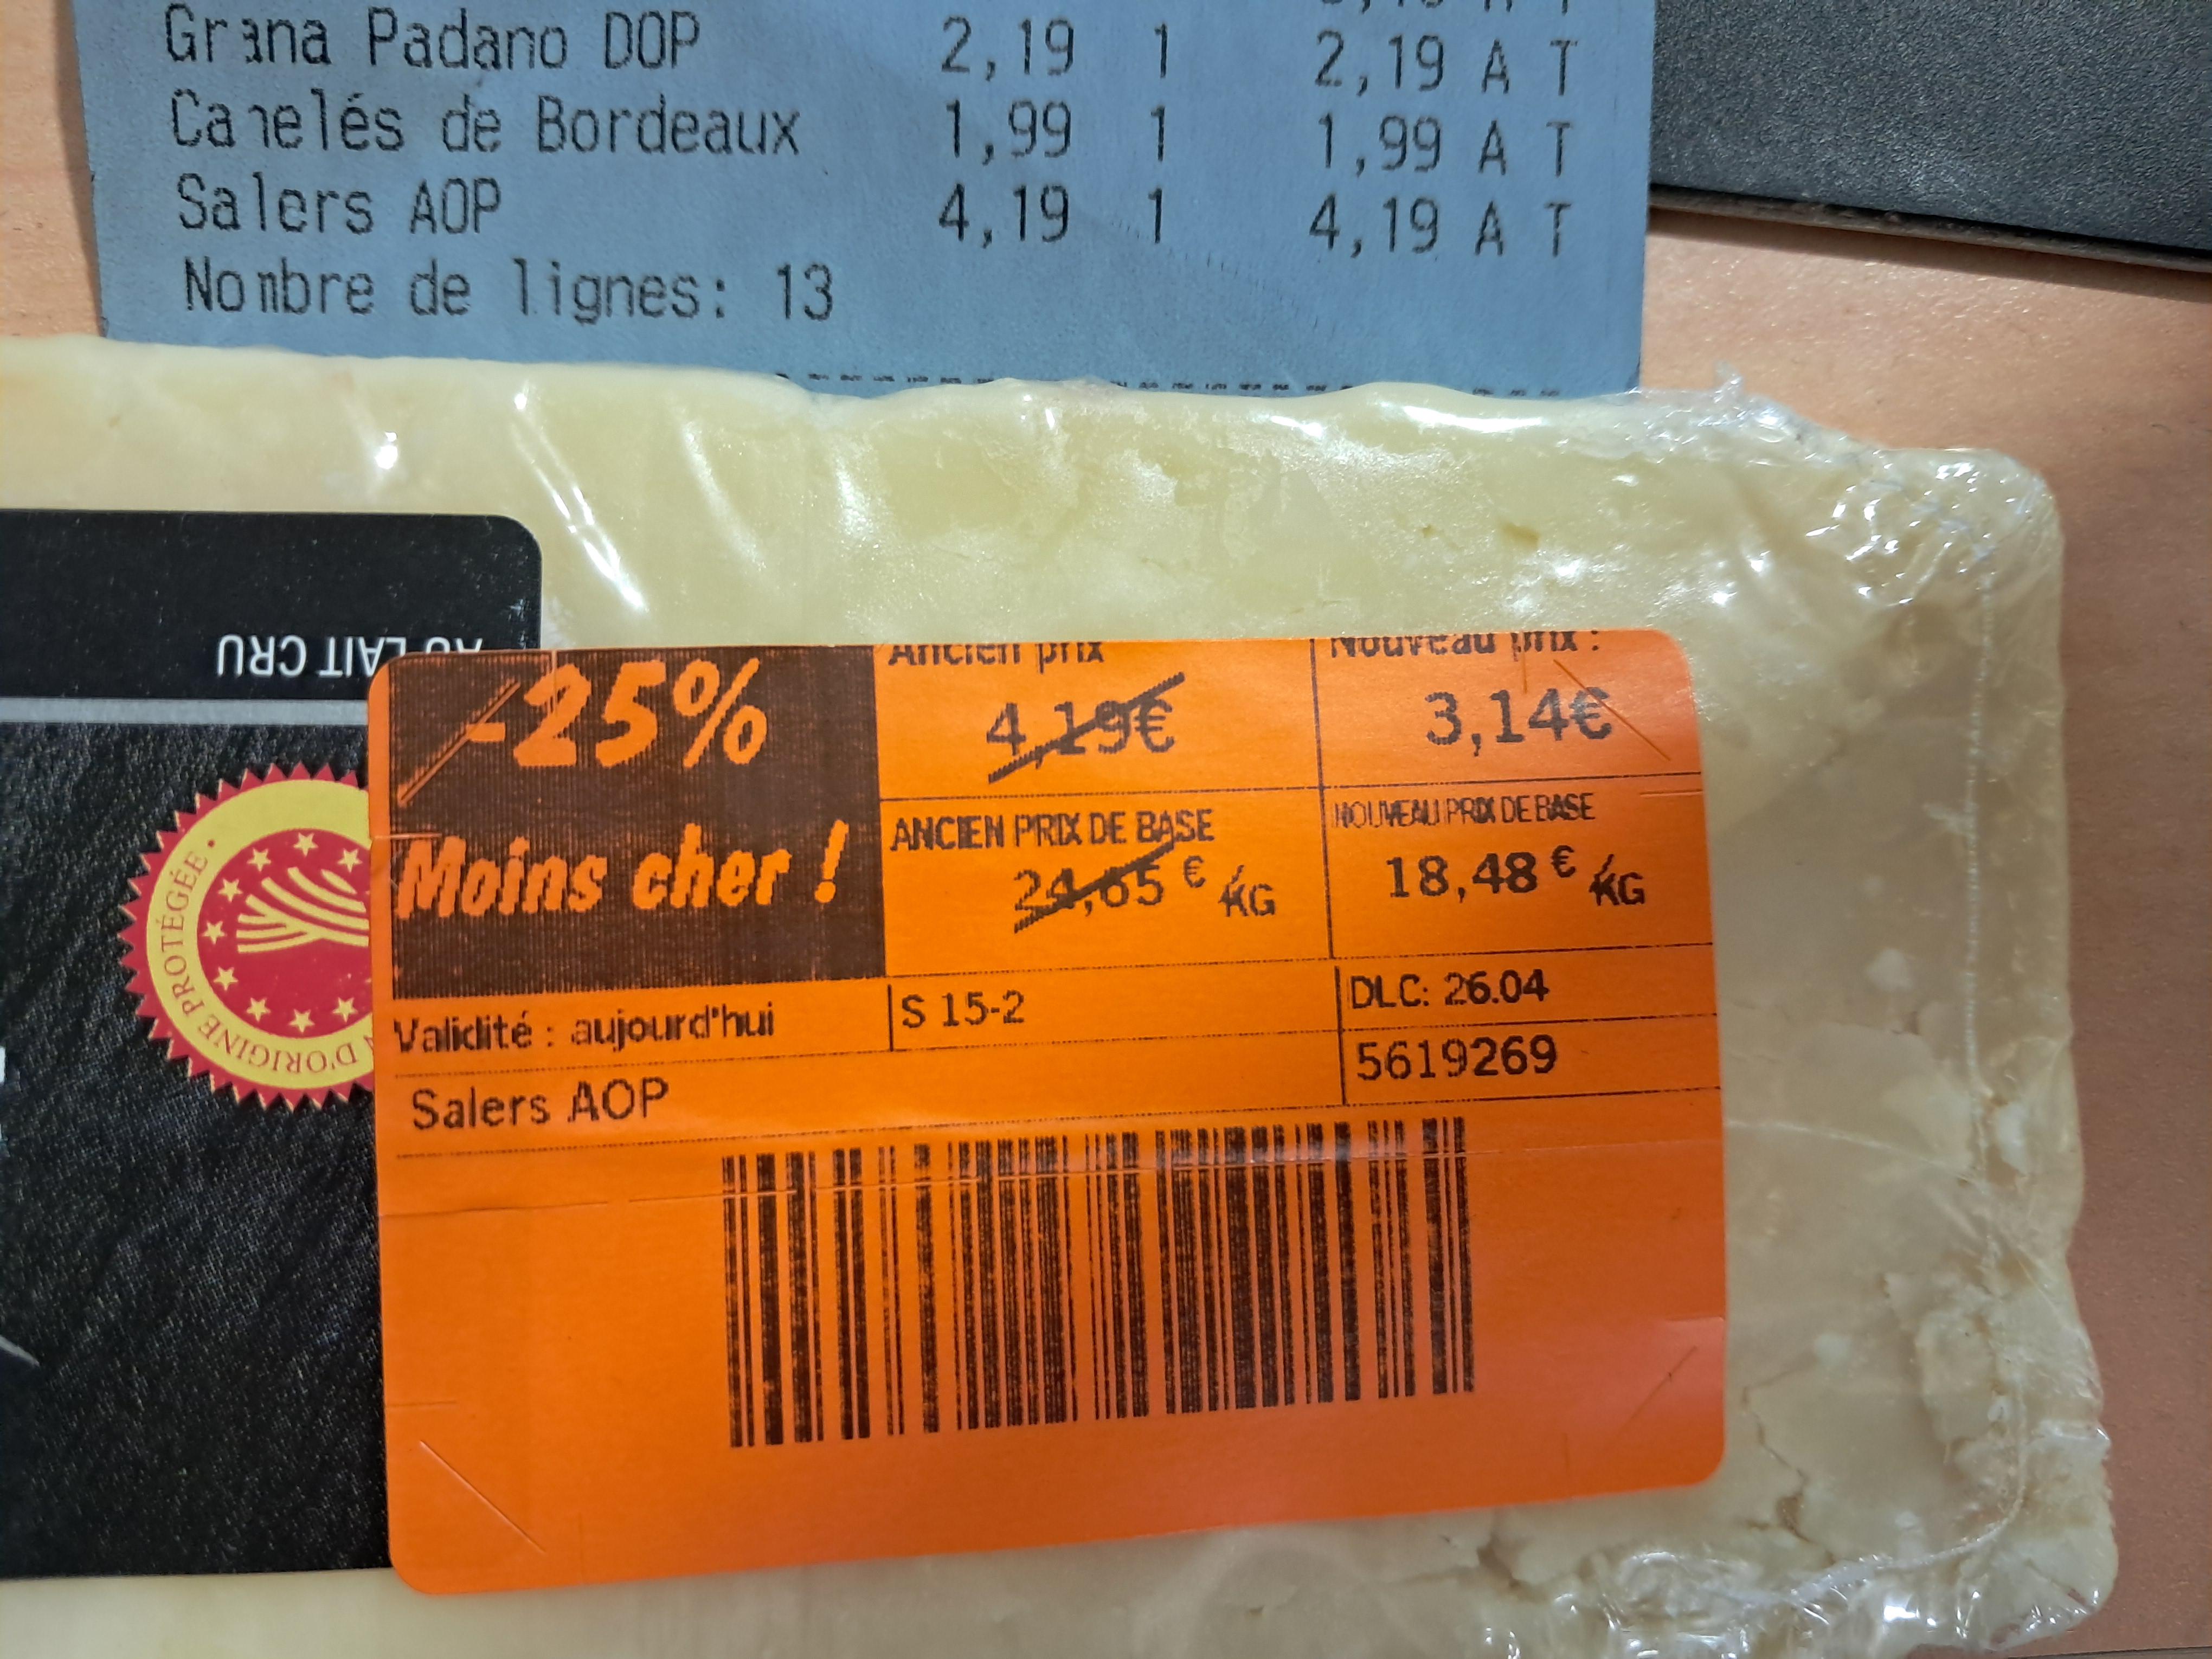 Grana Padano DOP 2,19 1 2,19 A T
Canelés de Bordeaux 1,99 1 1,99 A T
Salers AOP 4,19 1 4,19 A T
Nombre de lignes: 13
AU LAIT CRU
D'ORIGINE PROTÉGÉE •
-25%
Moins cher !
Ancien prix
4,19€
Nouveau prix :
3,14€
ANCIEN PRIX DE BASE
24,65 € /KG
NOUVEAU PRIX DE BASE
18,48 € /KG
Validité : aujourd'hui
S 15-2
DLC: 26.04
Salers AOP
5619269